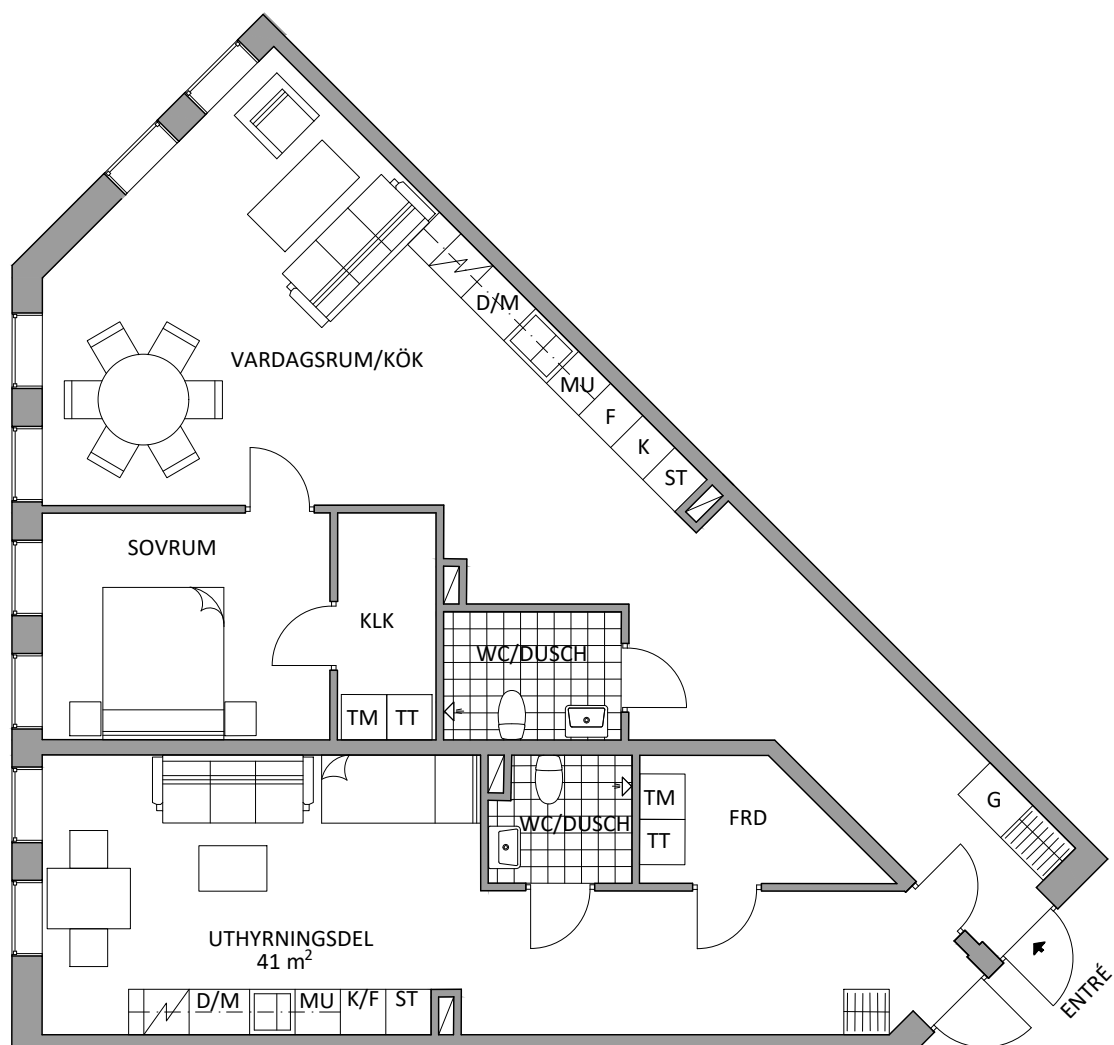 D/M
VARDAGSRUM/KÖK
MU
F
K
ST
SOVRUM
KLK
WC/DUSCH
TM TT
G
TM
TT
WC/DUSCH
FRD
UTHYRNINGSDEL
41 m²
D/M MU K/F ST
ENTRÉ